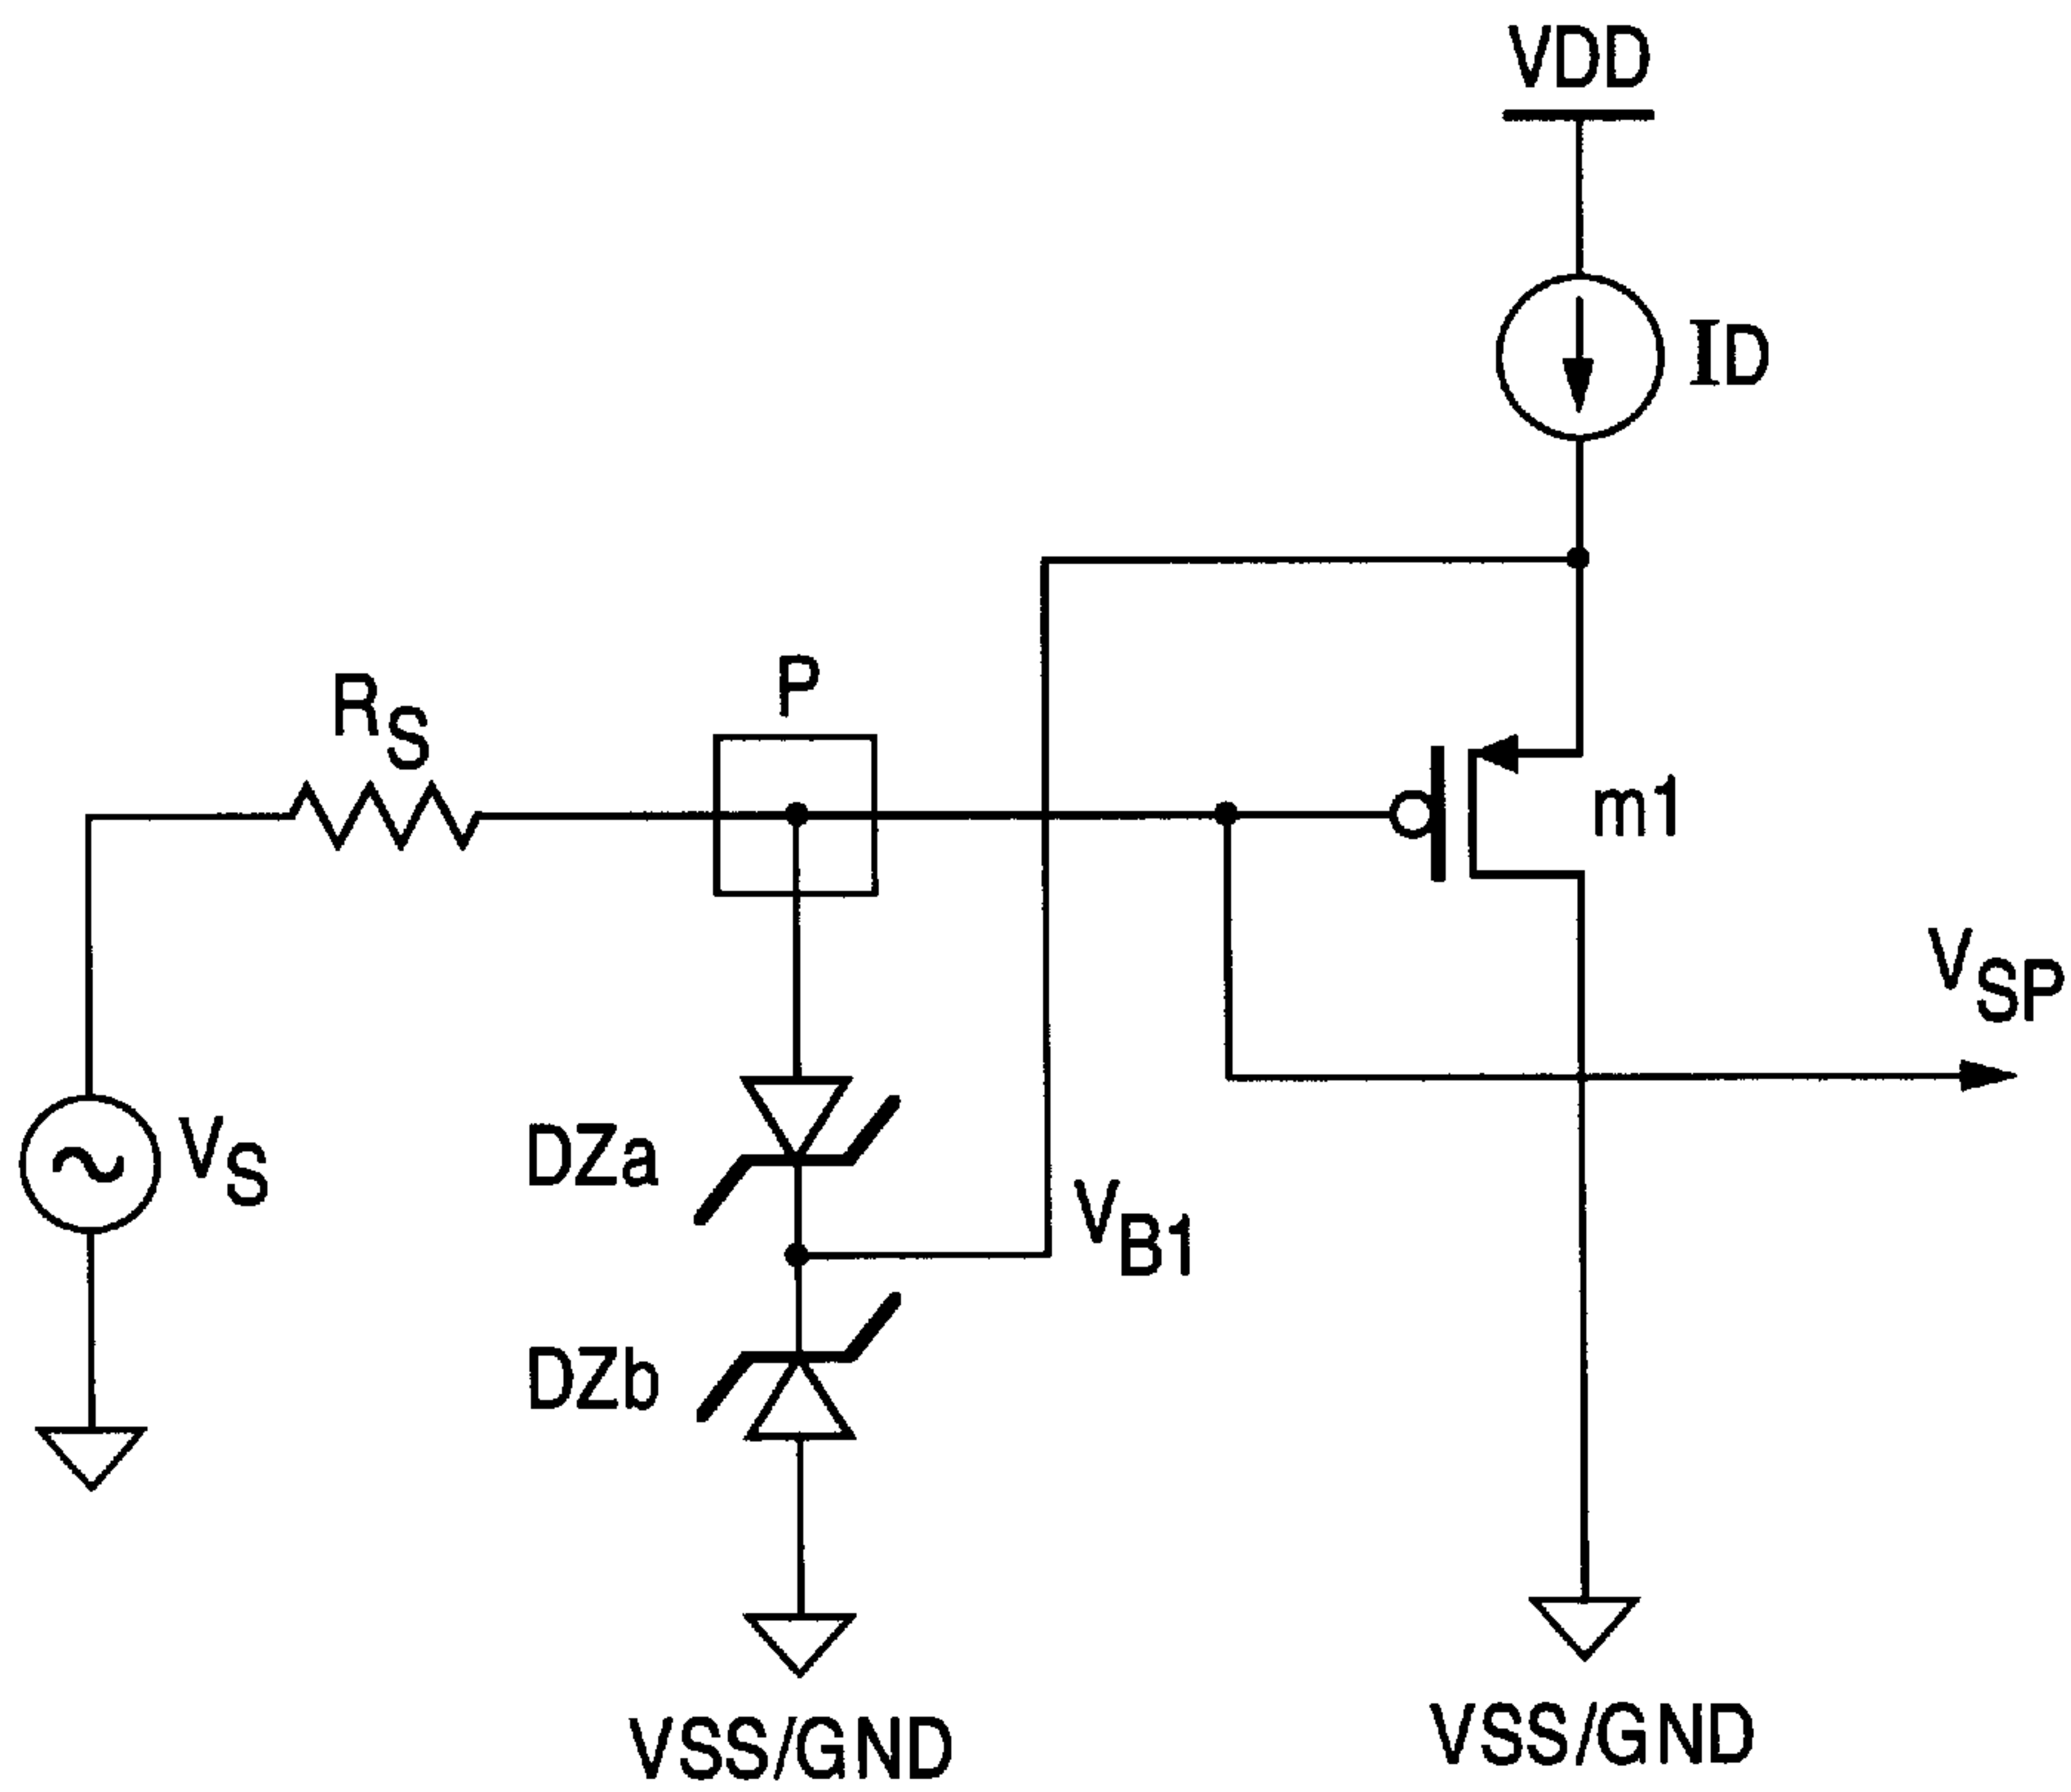 VDD
ID
P
RS
m1
VSP
VS
DZa
VB1
DZb
VSS/GND
VSS/GND